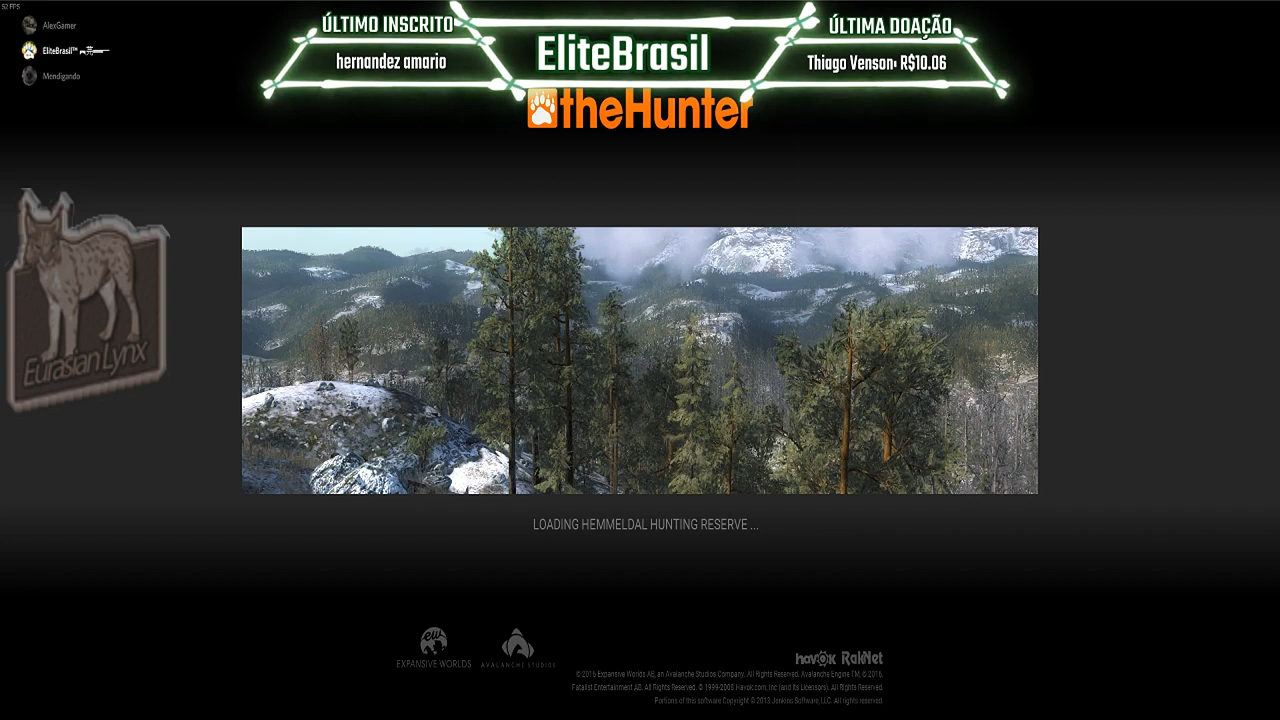 52 FPS
AlexGamer
EliteBrasil™
Mendigando
ÚLTIMO INSCRITO
hernandez amario
EliteBrasil
ÚLTIMA DOAÇÃO
Thiago Venson• R$10.06
theHunter
Eurasian Lynx
LOADING HEMMELDAL HUNTING RESERVE ...
ew
EXPANSIVE WORLDS
AVALANCHE STUDIOS
havok RakNet
© 2016 Expansive Worlds AB, an Avalanche Studios Company. All Rights Reserved. Avalanche Engine TM, © 2016.
Fatalist Entertainment AB. All Rights Reserved. © 1999-2008 Havok.com, Inc (and its Licensors). All Rights Reserved.
Portions of this software Copyright © 2013 Jenkins Software, LLC. All rights reserved.